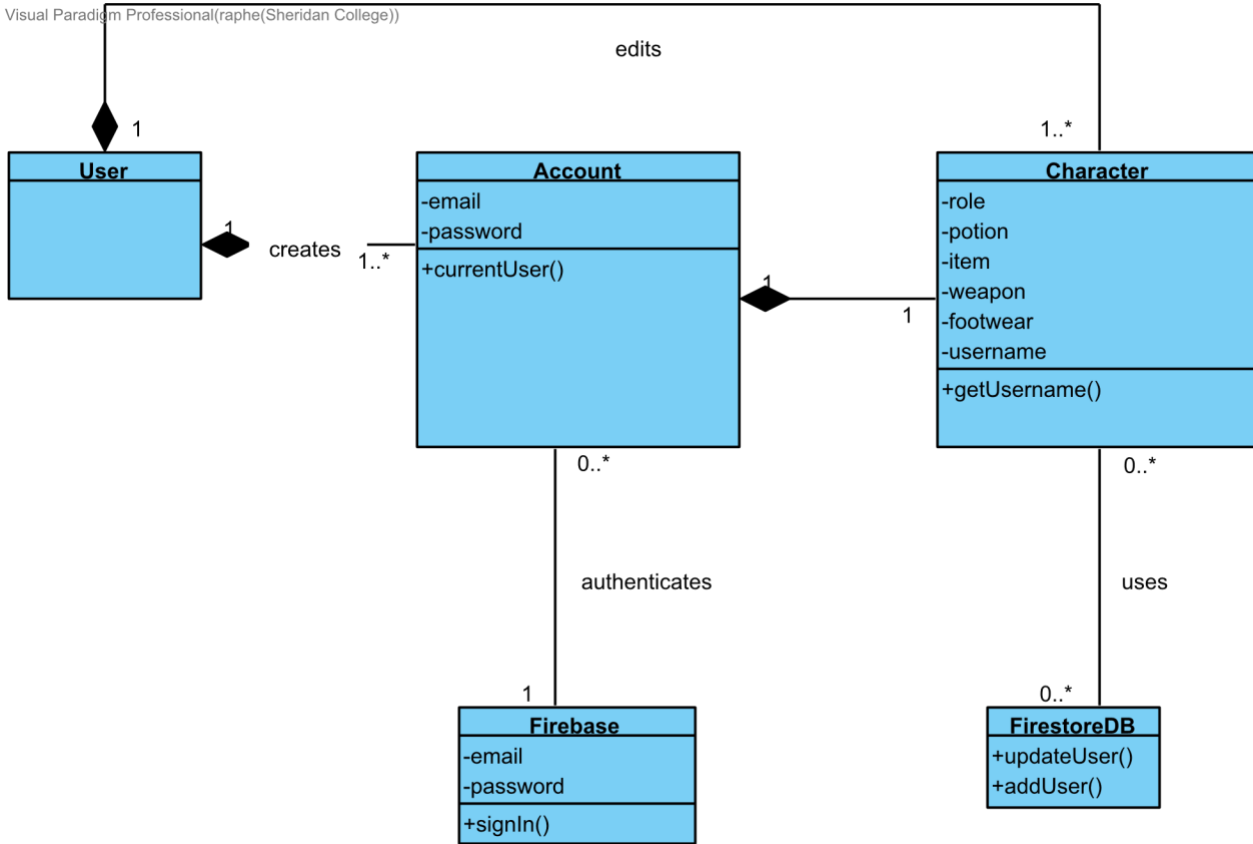 Visual Paradigm Professional(raphe(Sheridan College))
edits
1
1..*
User
Account
-email
-password
+currentUser()
Character
-role
-potion
-item
-weapon
-footwear
-username
+getUsername()
1
creates
1..*
1
1
0..*
0..*
authenticates
uses
1
0..*
Firebase
-email
-password
+signIn()
FirestoreDB
+updateUser()
+addUser()